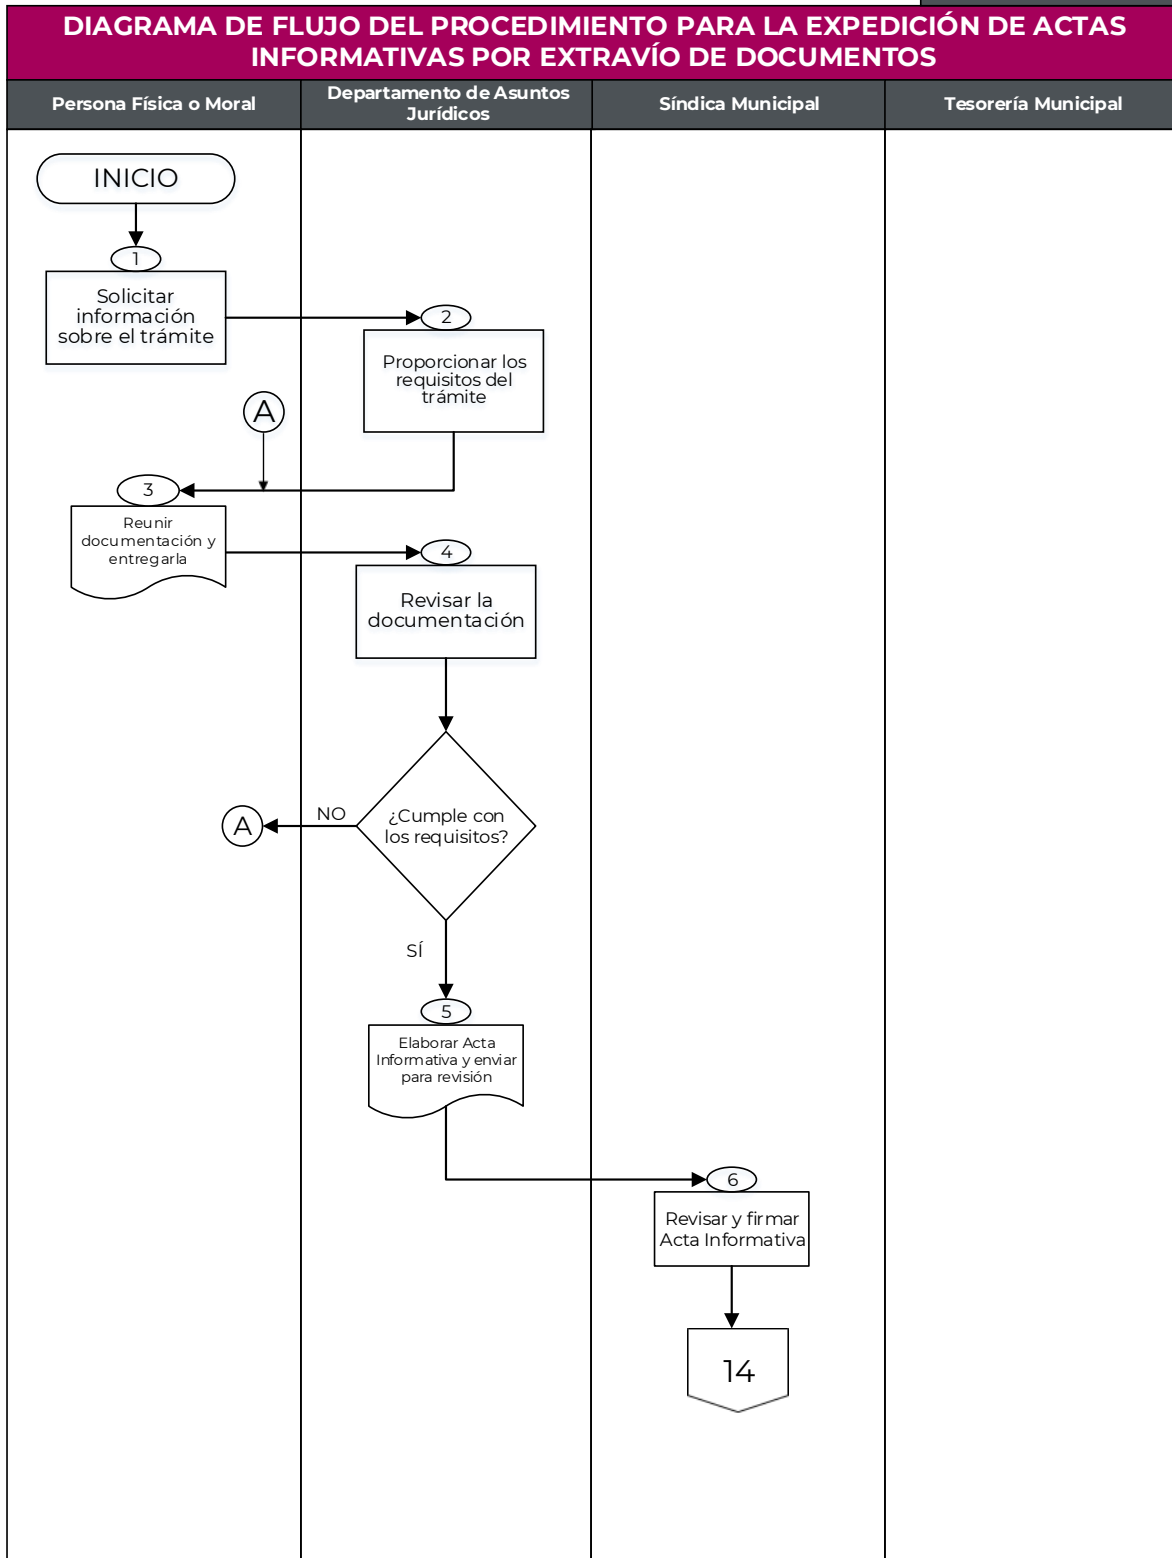 DIAGRAMA DE FLUJO DEL PROCEDIMIENTO PARA LA EXPEDICIÓN DE ACTAS
INFORMATIVAS POR EXTRAVÍO DE DOCUMENTOS
Persona Física o Moral
Departamento de Asuntos
Jurídicos
Síndica Municipal
Tesorería Municipal
INICIO
1
Solicitar
información
sobre el trámite
2
Proporcionar los
requisitos del
trámite
A
3
Reunir
documentación y
entregarla
4
Revisar la
documentación
¿Cumple con
los requisitos?
NO
A
SÍ
5
Elaborar Acta
Informativa y enviar
para revisión
6
Revisar y firmar
Acta Informativa
14